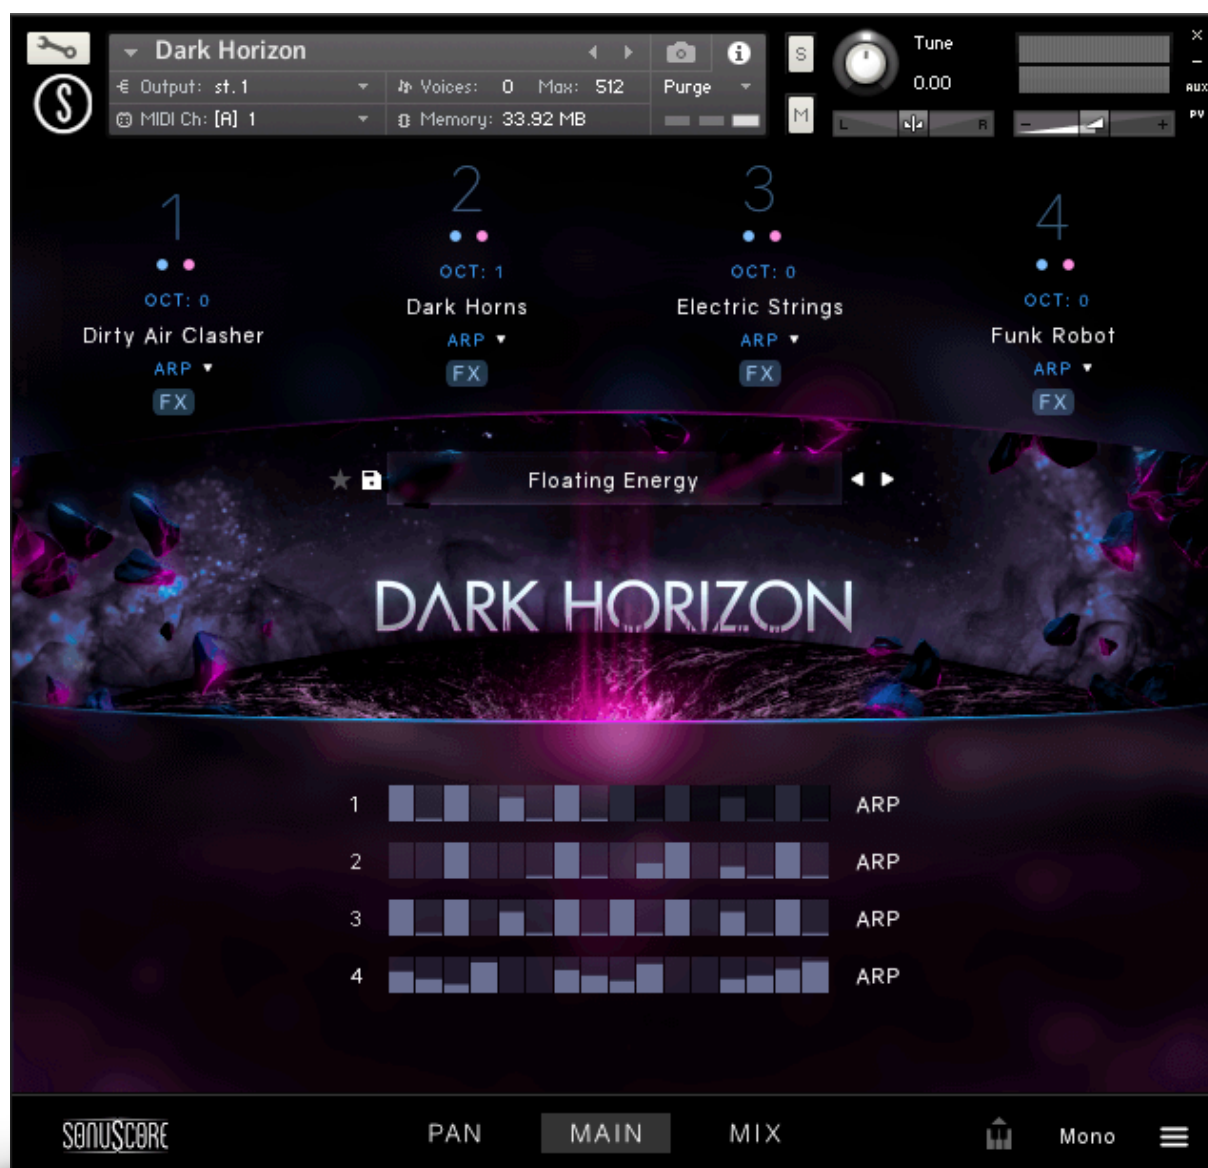 Dark Horizon
S
Tune
0.00
Output: st.1
Voices: 0 Max: 512
Purge
AUX
MIDI Ch: [A] 1
Memory: 33.92 MB
M
L
R
PV
1
2
3
4
OCT: 0
OCT: 1
OCT: 0
OCT: 0
Dirty Air Clasher
Dark Horns
Electric Strings
Funk Robot
ARP
ARP
ARP
ARP
FX
FX
FX
FX
Floating Energy
DARK HORIZON
1 ARP
2 ARP
3 ARP
4 ARP
SONUSCORE
PAN
MAIN
MIX
Mono